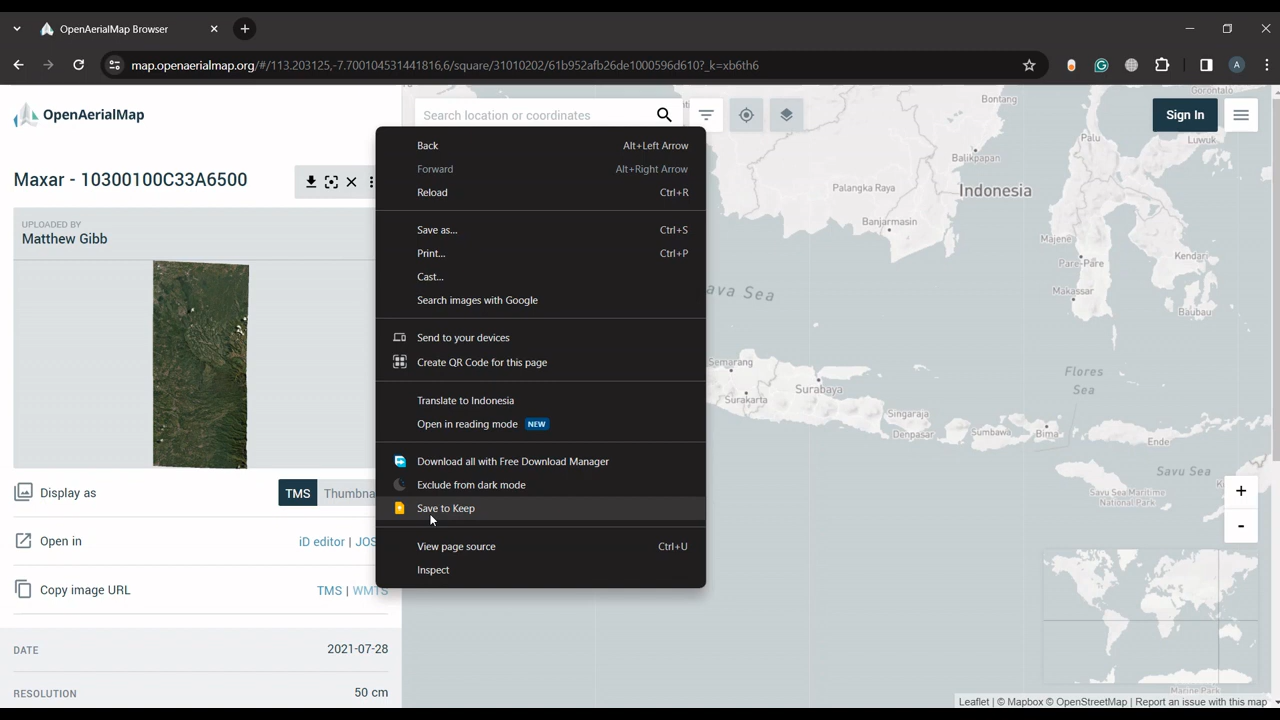 OpenAerialMap Browser
map.openaerialmap.org/#/113.203125,-7.700104531441816,6/square/31010202/61b952afb26de1000596d610?_k=xb6th6
A
OpenAerialMap
Search location or coordinates
Sign In
Maxar - 10300100C33A6500
UPLOADED BY
Matthew Gibb
Display as
TMS Thumbna
Open in
iD editor | JOS
Copy image URL
TMS | WMTS
DATE
2021-07-28
RESOLUTION
50 cm
Back Alt+Left Arrow
Forward Alt+Right Arrow
Reload Ctrl+R
Save as... Ctrl+S
Print... Ctrl+P
Cast...
Search images with Google
Send to your devices
Create QR Code for this page
Translate to Indonesia
Open in reading mode NEW
Download all with Free Download Manager
Exclude from dark mode
Save to Keep
View page source Ctrl+U
Inspect
Gorontalo
Bontang
Palu
Luwuk
Balikpapan
Palangka Raya
Indonesia
Banjarmasin
Majene
Pare-Pare
Kendari
Makassar
Baubau
ava Sea
Semarang
Surabaya
Surakarta
Flores
Sea
Singaraja
Denpasar
Sumbawa
Bima
Ende
Savu Sea
Savu Sea Marine
National Park
+
-
Leaflet | © Mapbox © OpenStreetMap | Report an issue with this map